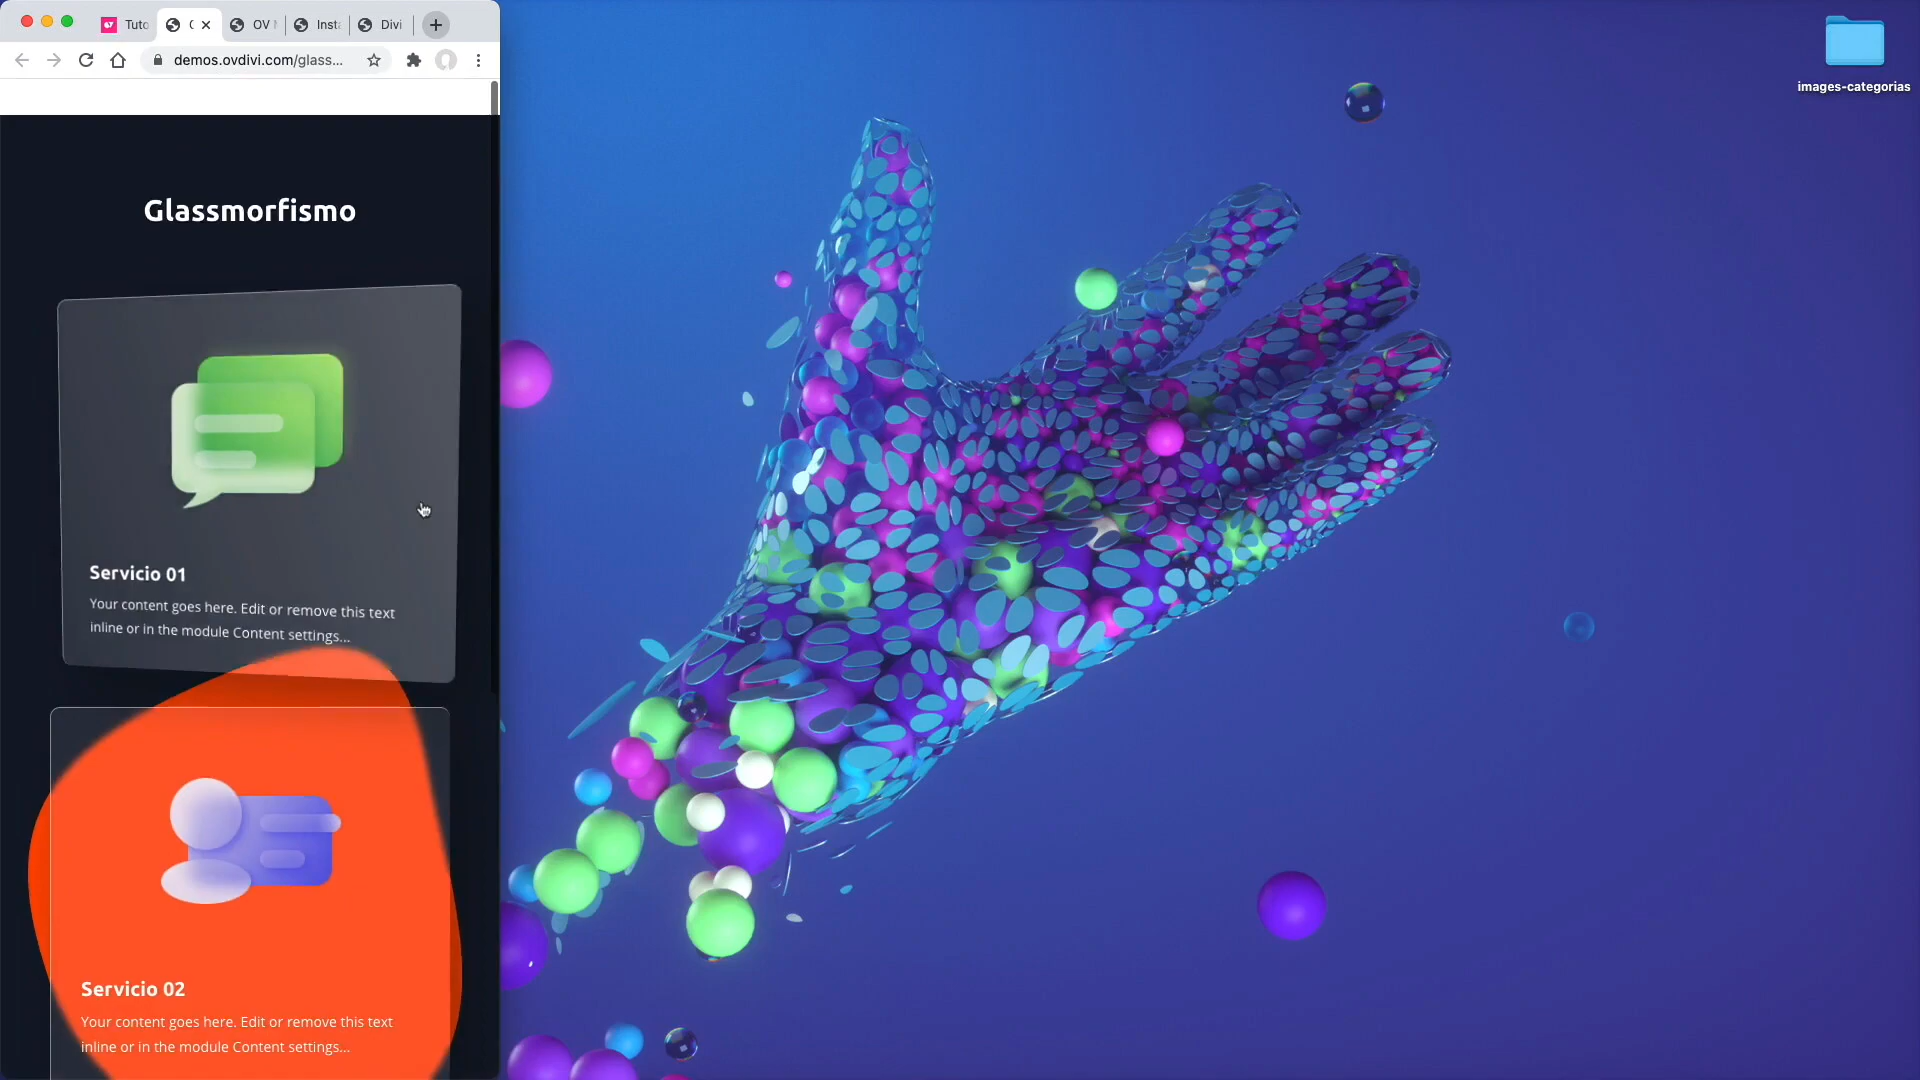 Tuto
OV
Insta
Divi
demos.ovdivi.com/glass...
images-categorias
Glassmorfismo
Servicio 01
Your content goes here. Edit or remove this text
inline or in the module Content settings...
Servicio 02
Your content goes here. Edit or remove this text
inline or in the module Content settings...